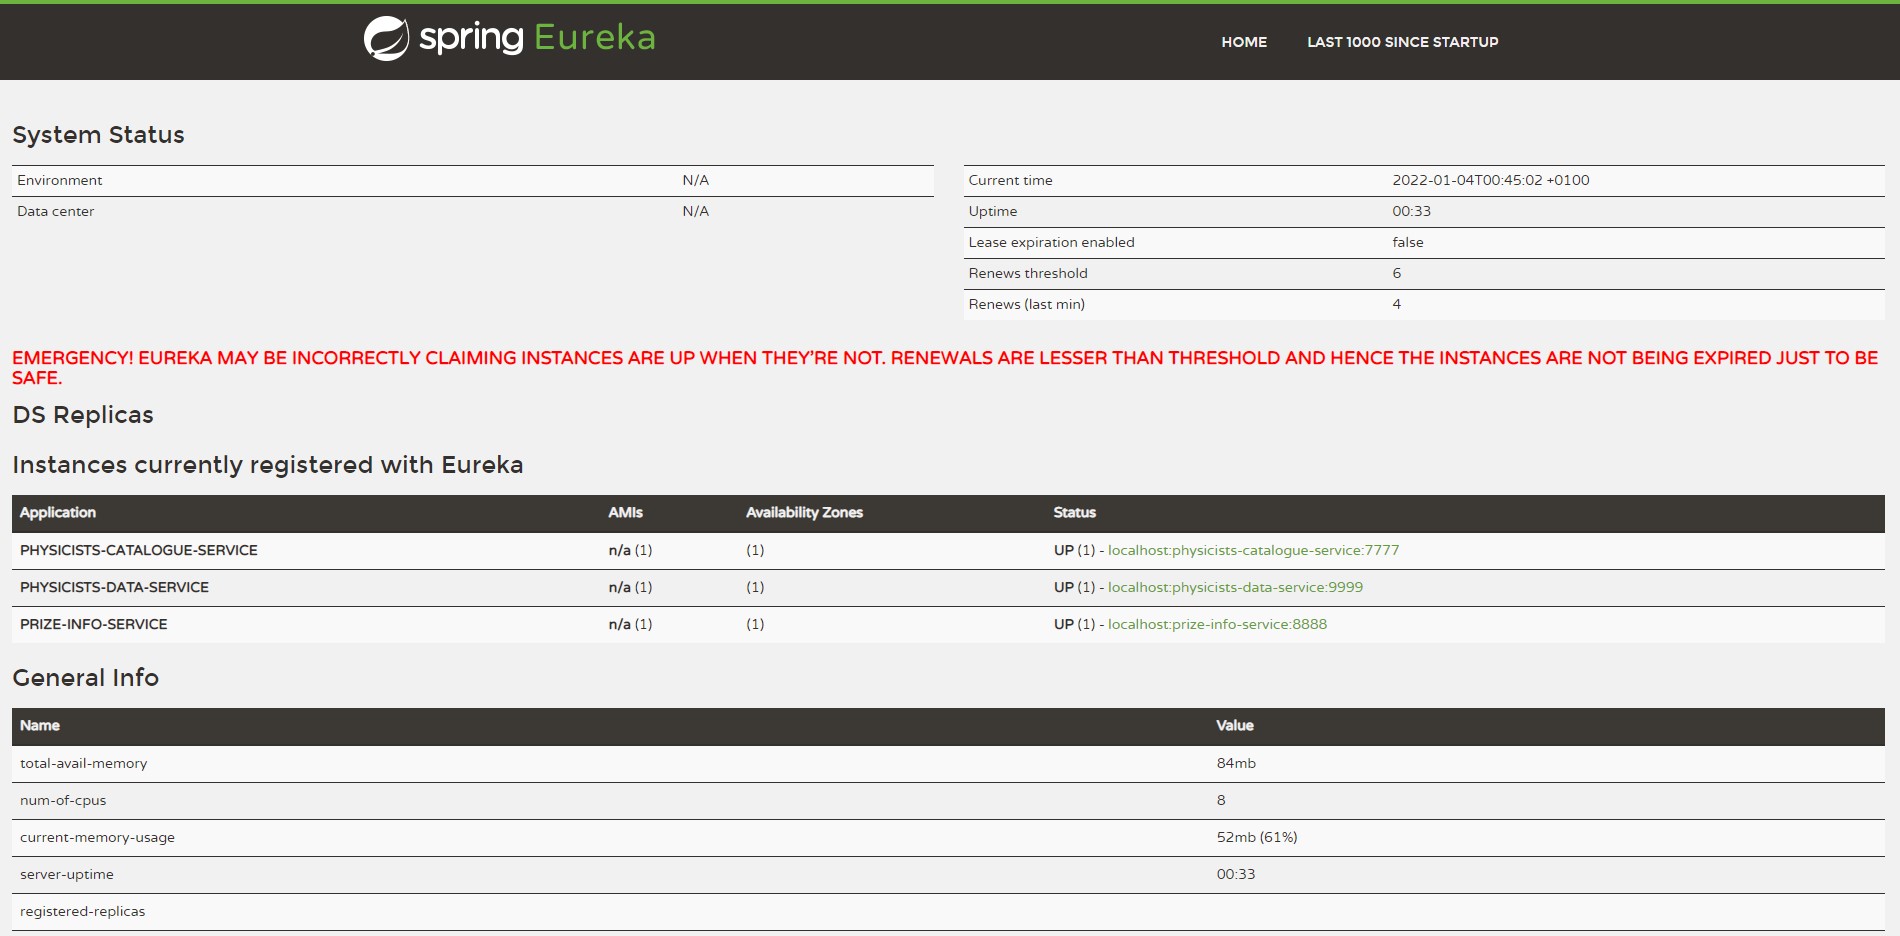 spring Eureka
HOME LAST 1000 SINCE STARTUP
System Status
Environment N/A
Data center N/A
Current time 2022-01-04T00:45:02 +0100
Uptime 00:33
Lease expiration enabled false
Renews threshold 6
Renews (last min) 4
EMERGENCY! EUREKA MAY BE INCORRECTLY CLAIMING INSTANCES ARE UP WHEN THEY'RE NOT. RENEWALS ARE LESSER THAN THRESHOLD AND HENCE THE INSTANCES ARE NOT BEING EXPIRED JUST TO BE
SAFE.
DS Replicas
Instances currently registered with Eureka
Application AMIs Availability Zones Status
PHYSICISTS-CATALOGUE-SERVICE n/a (1) (1) UP (1) - localhost:physicists-catalogue-service:7777
PHYSICISTS-DATA-SERVICE n/a (1) (1) UP (1) - localhost:physicists-data-service:9999
PRIZE-INFO-SERVICE n/a (1) (1) UP (1) - localhost:prize-info-service:8888
General Info
Name Value
total-avail-memory 84mb
num-of-cpus 8
current-memory-usage 52mb (61%)
server-uptime 00:33
registered-replicas